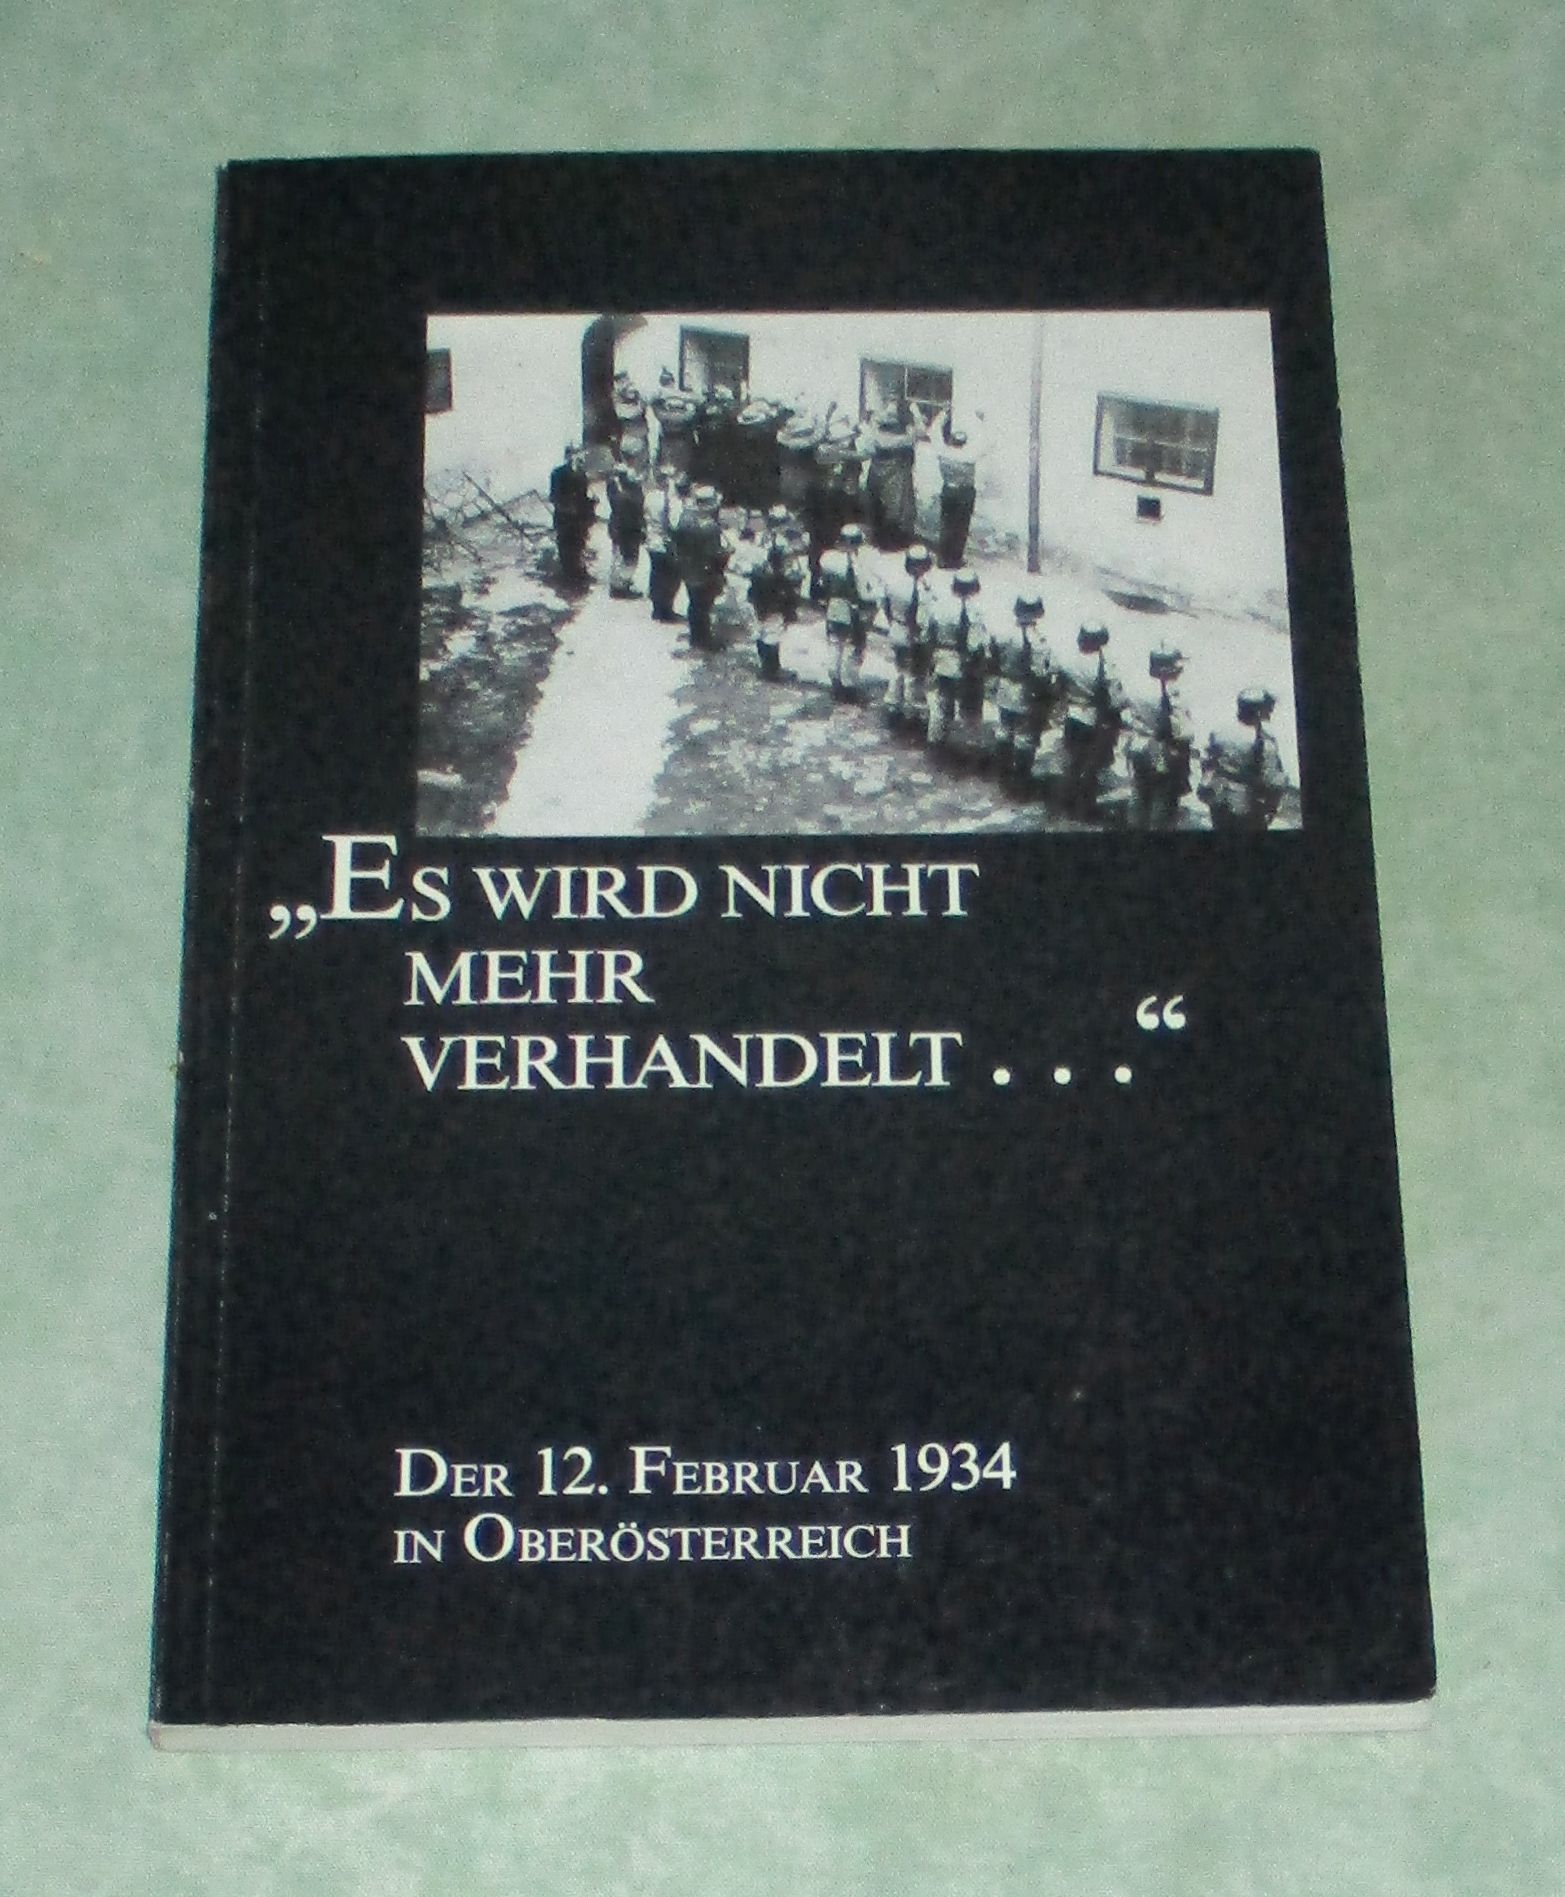 „Es wird nicht
mehr
verhandelt . . .“
Der 12. Februar 1934
in Oberösterreich